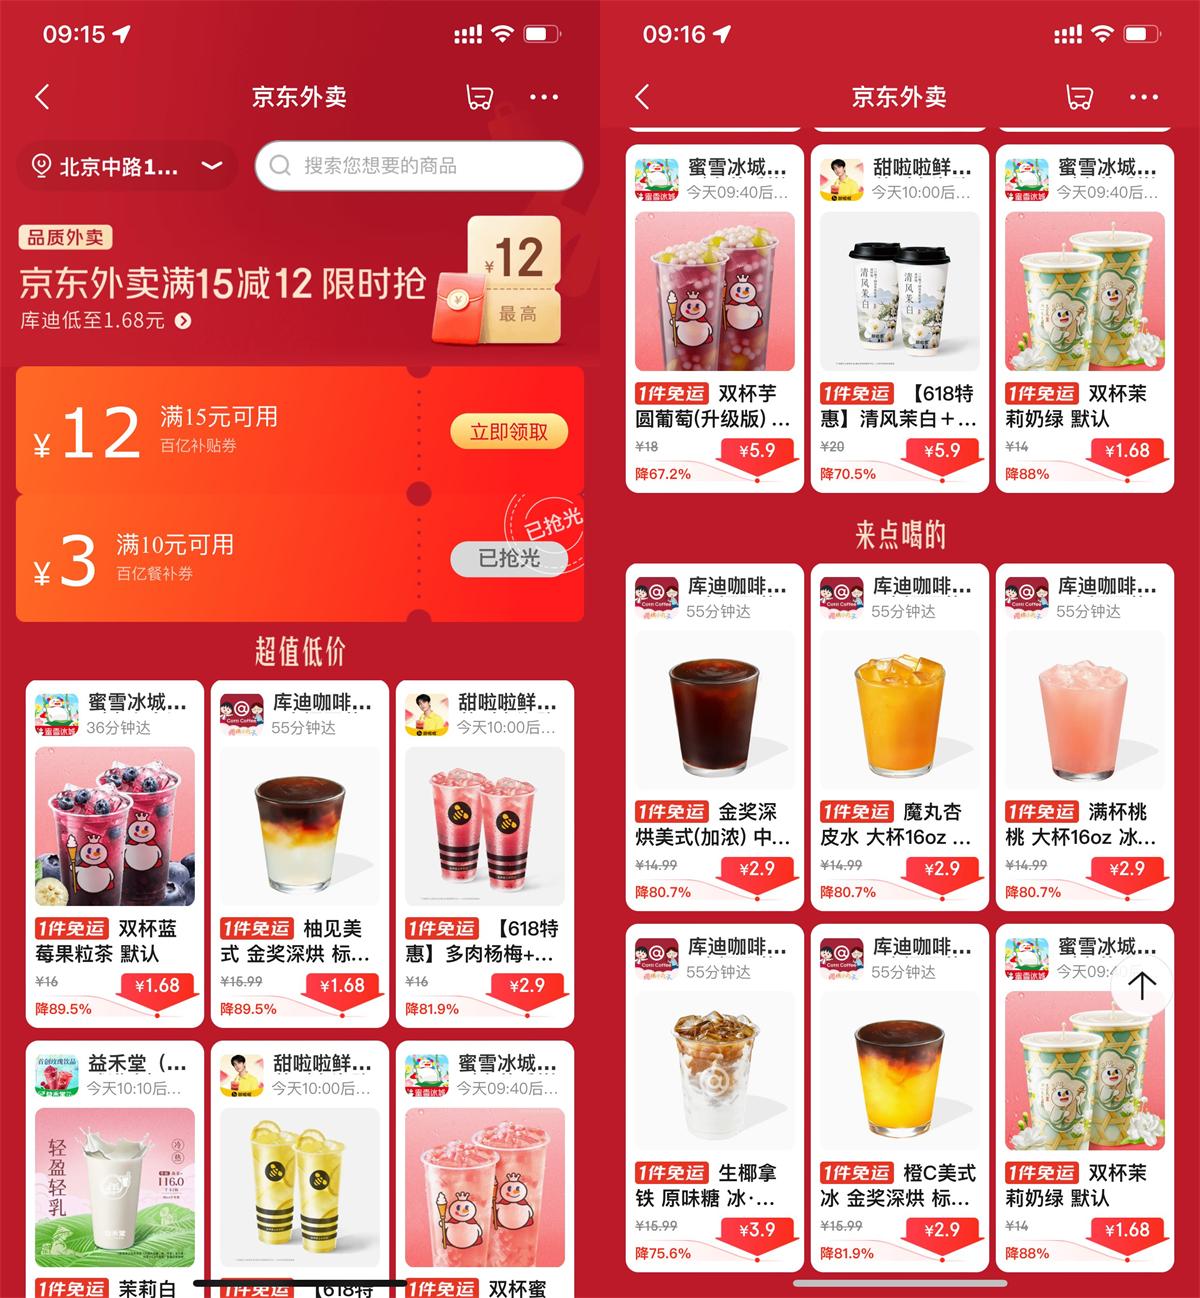 09:15
京东外卖
北京中路1...
搜索您想要的商品
品质外卖
京东外卖满15减12 限时抢
库迪低至1.68元
¥12
最高
¥12
满15元可用
百亿补贴券
立即领取
¥3
满10元可用
百亿餐补券
已抢光
已抢光
超值低价
蜜雪冰城...
36分钟达
1件免运 双杯蓝
莓果粒茶 默认
¥16
¥1.68
降89.5%
库迪咖啡...
55分钟达
1件免运 柚见美
式 金奖深烘 标...
¥15.99
¥1.68
降89.5%
甜啦啦鲜...
今天10:00后...
1件免运 【618特
惠】多肉杨梅+...
¥16
¥2.9
降81.9%
益禾堂（...
今天10:10后...
轻盈轻乳
冷
热
116.0
1件免运 茉莉白
甜啦啦鲜...
今天10:00后...
1件免运 【618特
蜜雪冰城...
今天09:40后...
1件免运 双杯蜜
09:16
京东外卖
蜜雪冰城...
今天09:40后...
1件免运 双杯芋
圆葡萄(升级版) ...
¥18
¥5.9
降67.2%
甜啦啦鲜...
今天10:00后...
清风茉白
清风茉白
1件免运 【618特
惠】清风茉白＋...
¥20
¥5.9
降70.5%
蜜雪冰城...
今天09:40后...
1件免运 双杯茉
莉奶绿 默认
¥14
¥1.68
降88%
来点喝的
库迪咖啡...
55分钟达
1件免运 金奖深
烘美式(加浓) 中...
¥14.99
¥2.9
降80.7%
库迪咖啡...
55分钟达
1件免运 魔丸杏
皮水 大杯16oz ...
¥14.99
¥2.9
降80.7%
库迪咖啡...
55分钟达
1件免运 满杯桃
桃 大杯16oz 冰...
¥14.99
¥2.9
降80.7%
库迪咖啡...
55分钟达
1件免运 生椰拿
铁 原味糖 冰·...
¥15.99
¥3.9
降75.6%
库迪咖啡...
55分钟达
1件免运 橙C美式
冰 金奖深烘 标...
¥15.99
¥2.9
降81.9%
蜜雪冰城...
今天09:4
1件免运 双杯茉
莉奶绿 默认
¥14
¥1.68
降88%